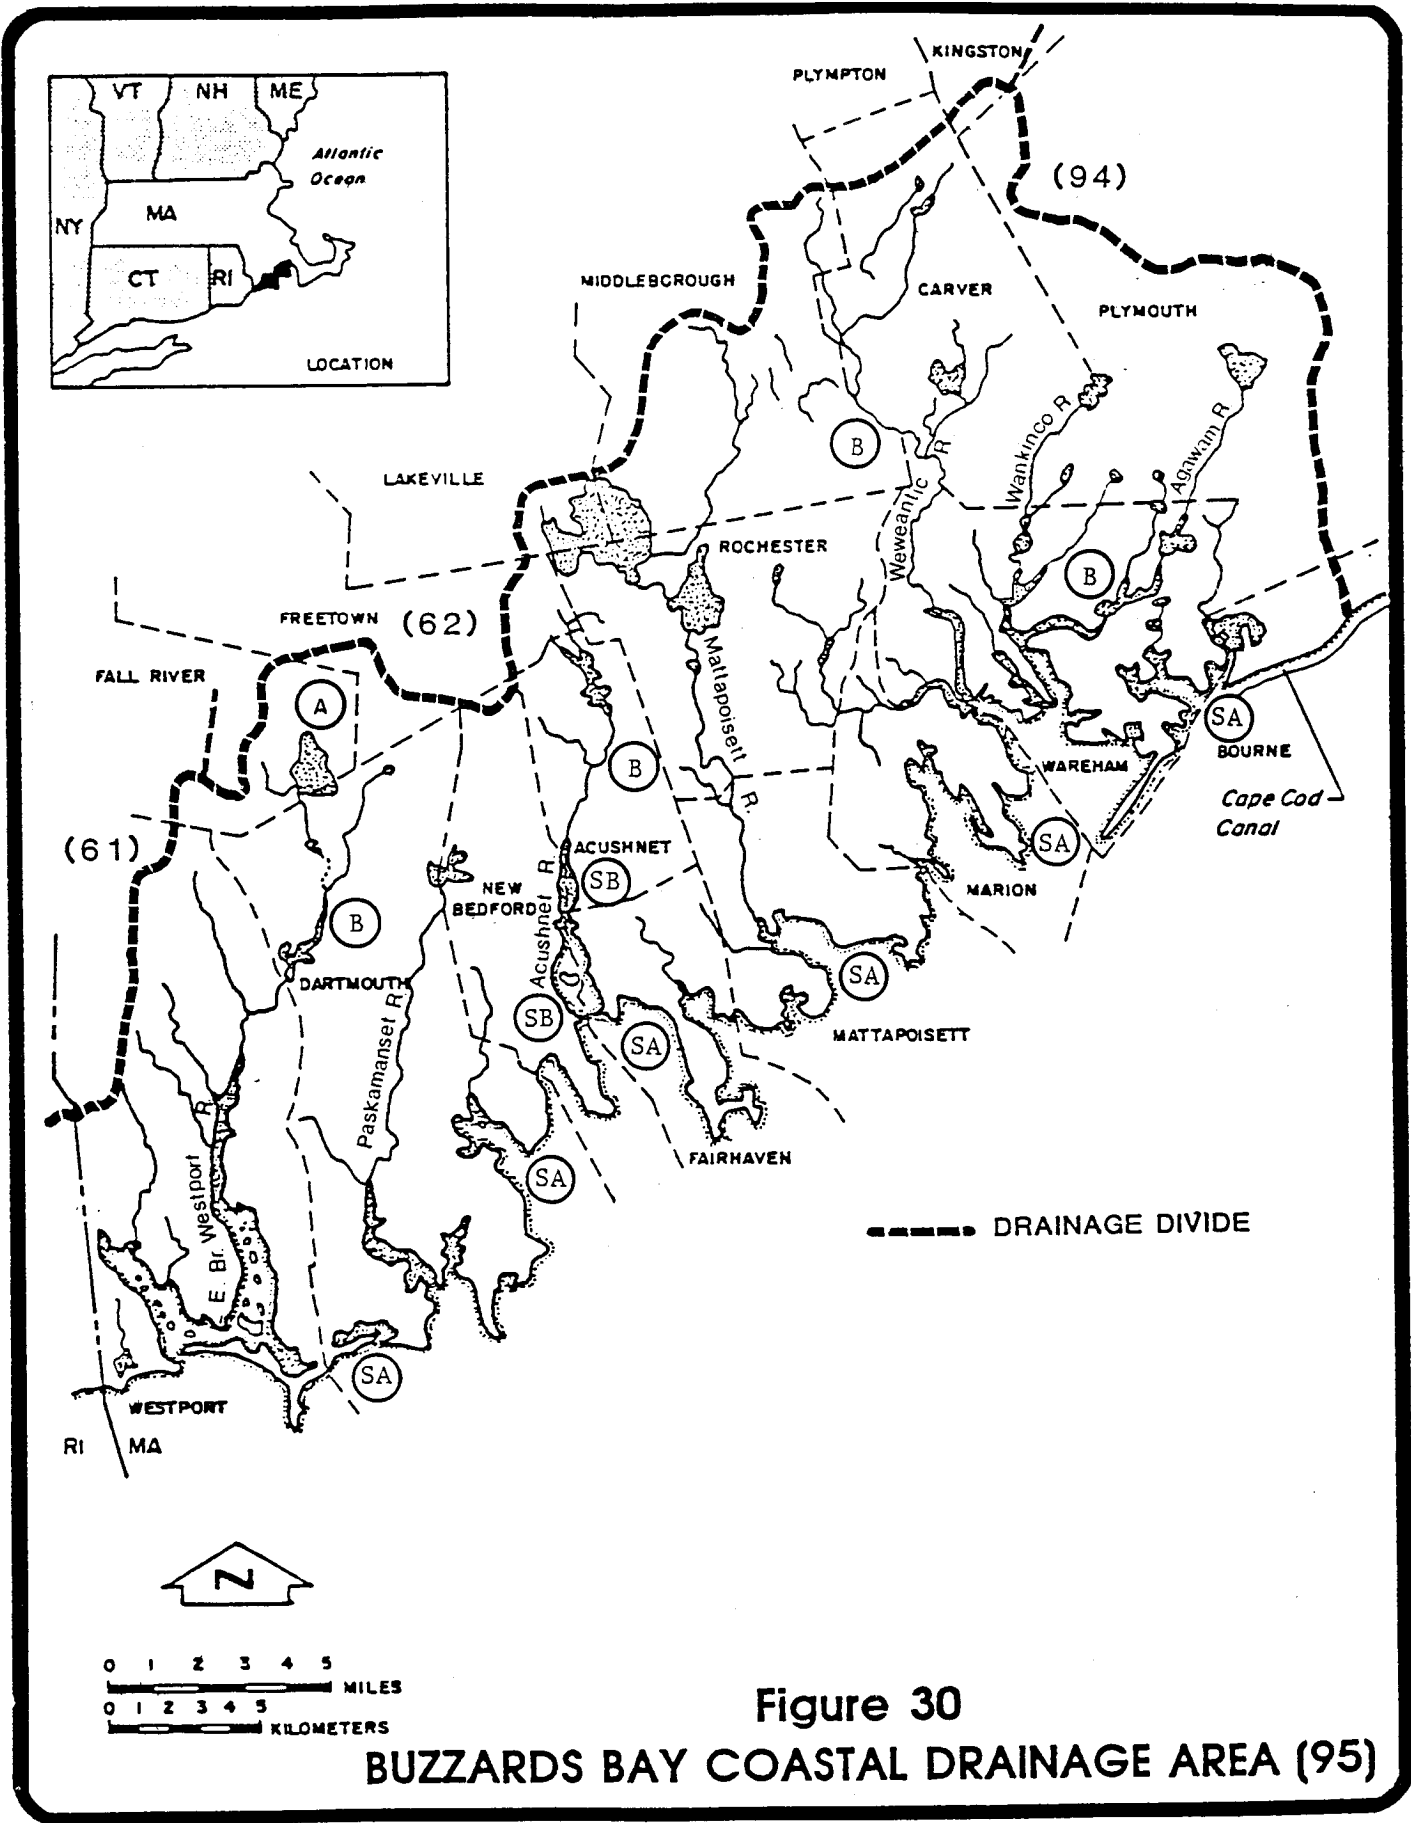 KINGSTON
PLYMPTON
VT
NH
ME
Atlantic
Ocean
MA
NY
CT
RI
LOCATION
(94)
MIDDLEBOROUGH
CARVER
PLYMOUTH
B
Wankinco R
Agawam R
R
Weweantic
LAKEVILLE
ROCHESTER
B
FREETOWN
(62)
FALL RIVER
A
Mattapoisett
R.
B
SA
BOURNE
WAREHAM
Cape Cod
Canal
(61)
ACUSHNET
SA
SB
MARION
NEW
BEDFORD
Acushnet R
B
DARTMOUTH
SA
SB
MATTAPOISETT
SA
Paskamanset R
R
FAIRHAVEN
SA
E. Br. Westport
DRAINAGE DIVIDE
SA
WESTPORT
RI
MA
N
0 1 2 3 4 5
MILES
0 1 2 3 4 5
KILOMETERS
Figure 30
BUZZARDS BAY COASTAL DRAINAGE AREA (95)